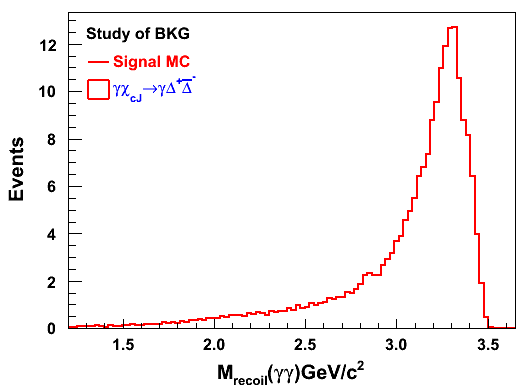 Study of BKG
Signal MC
γχcJ→γΔ⁺Δ̅⁻
12
10
8
6
4
2
0
Events
1.5 2.0 2.5 3.0 3.5
Mrecoil(γγ)GeV/c²